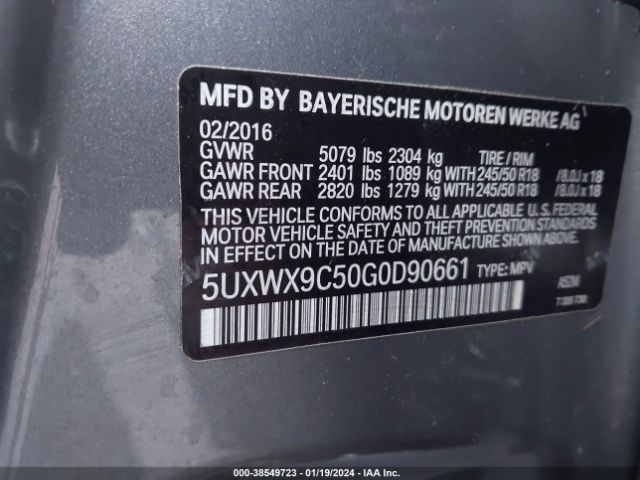 MFD BY BAYERISCHE MOTOREN WERKE AG
02/2016
GVWR 5079 lbs 2304 kg TIRE / RIM
GAWR FRONT 2401 lbs 1089 kg WITH 245/50 R18 / 8.0J x 18
GAWR REAR 2820 lbs 1279 kg WITH 245/50 R18 / 8.0J x 18
THIS VEHICLE CONFORMS TO ALL APPLICABLE U.S. FEDERAL
MOTOR VEHICLE SAFETY AND THEFT PREVENTION STANDARDS
IN EFFECT ON THE DATE OF MANUFACTURE SHOWN ABOVE.
5UXWX9C50G0D90661 TYPE: MPV
IAA - 38549723 - 01/19/2024 - IAAI.COM